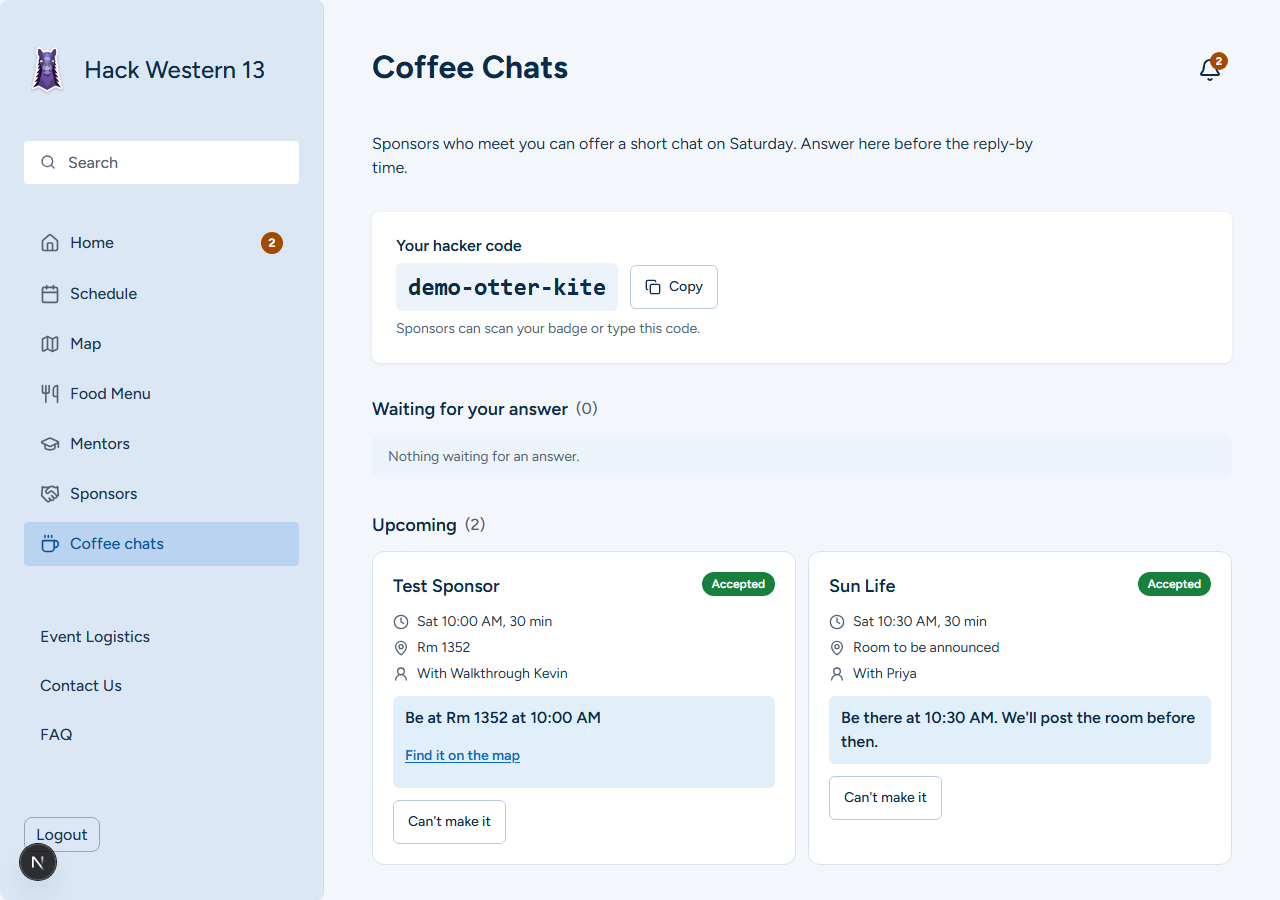 Hack Western 13
Search
Home
2
Schedule
Map
Food Menu
Mentors
Sponsors
Coffee chats
Event Logistics
Contact Us
FAQ
Logout
N
Coffee Chats
2
Sponsors who meet you can offer a short chat on Saturday. Answer here before the reply-by
time.
Your hacker code
demo-otter-kite
Copy
Sponsors can scan your badge or type this code.
Waiting for your answer (0)
Nothing waiting for an answer.
Upcoming (2)
Test Sponsor
Accepted
Sat 10:00 AM, 30 min
Rm 1352
With Walkthrough Kevin
Be at Rm 1352 at 10:00 AM
Find it on the map
Can't make it
Sun Life
Accepted
Sat 10:30 AM, 30 min
Room to be announced
With Priya
Be there at 10:30 AM. We'll post the room before
then.
Can't make it